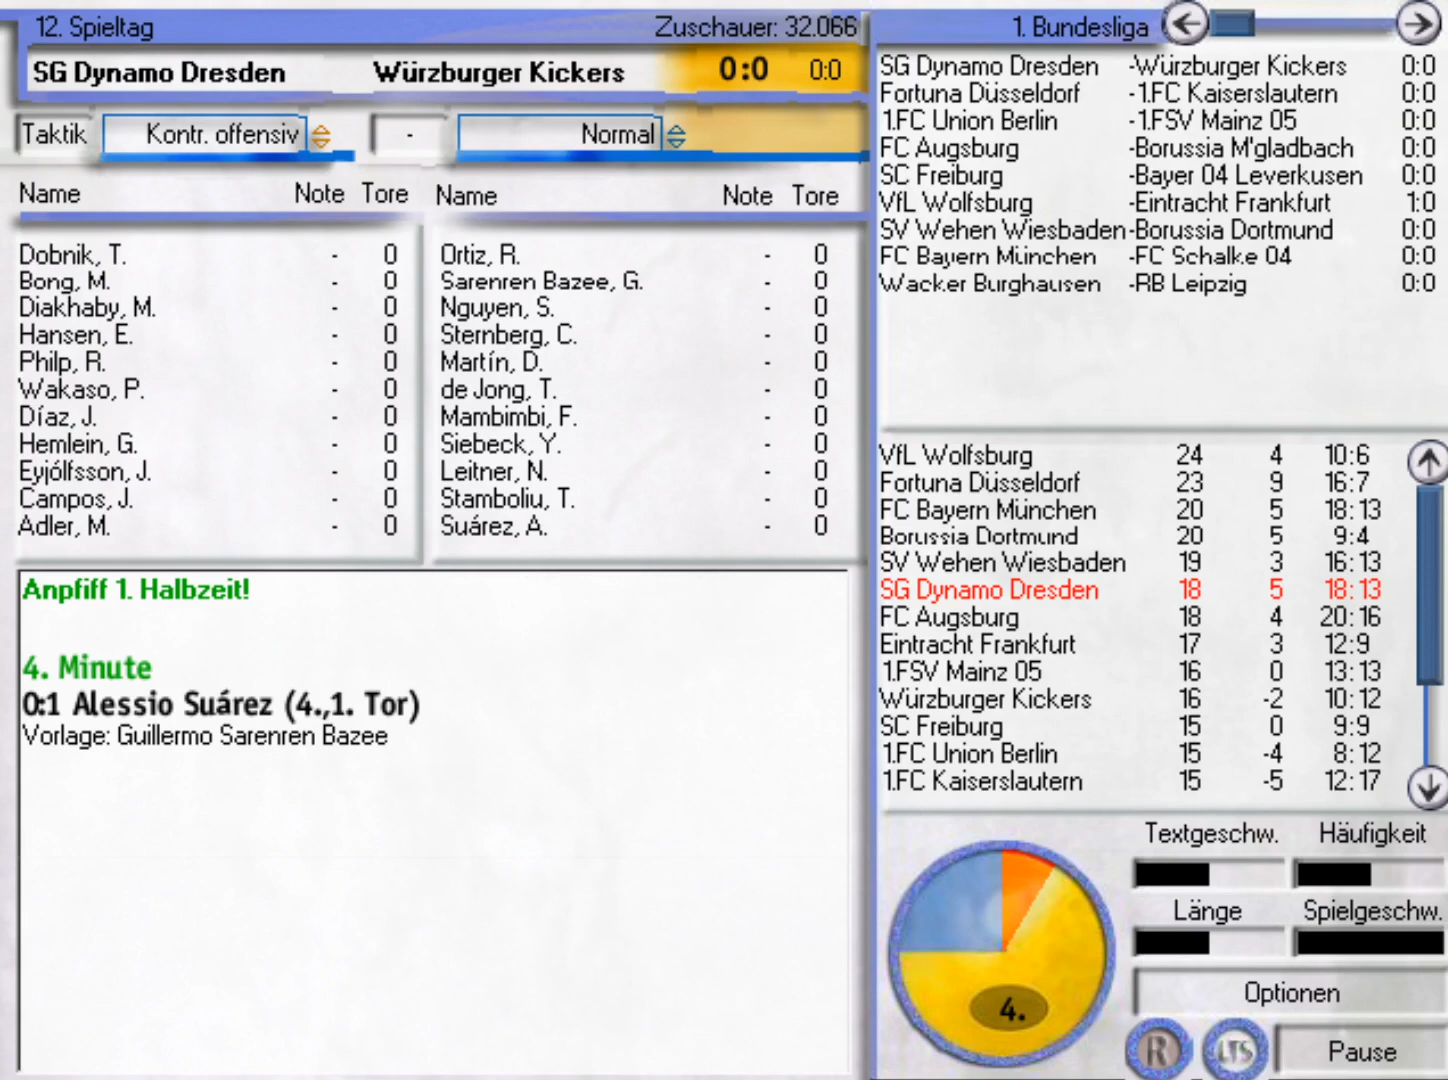 12. Spieltag Zuschauer: 32.066
SG Dynamo Dresden Würzburger Kickers 0:0 0:0
Taktik Kontr. offensiv - Normal
Name Note Tore Name Note Tore
Dobnik, T. - 0 Ortiz, R. - 0
Bong, M. - 0 Sarenren Bazee, G. - 0
Diakhaby, M. - 0 Nguyen, S. - 0
Hansen, E. - 0 Sternberg, C. - 0
Philp, R. - 0 Martín, D. - 0
Wakaso, P. - 0 de Jong, T. - 0
Díaz, J. - 0 Mambimbi, F. - 0
Hemlein, G. - 0 Siebeck, Y. - 0
Eyjólfsson, J. - 0 Leitner, N. - 0
Campos, J. - 0 Stamboliu, T. - 0
Adler, M. - 0 Suárez, A. - 0
Anpfiff 1. Halbzeit!
4. Minute
0:1 Alessio Suárez (4.,1. Tor)
Vorlage: Guillermo Sarenren Bazee
1. Bundesliga
SG Dynamo Dresden -Würzburger Kickers 0:0
Fortuna Düsseldorf -1.FC Kaiserslautern 0:0
1.FC Union Berlin -1.FSV Mainz 05 0:0
FC Augsburg -Borussia M'gladbach 0:0
SC Freiburg -Bayer 04 Leverkusen 0:0
VfL Wolfsburg -Eintracht Frankfurt 1:0
SV Wehen Wiesbaden -Borussia Dortmund 0:0
FC Bayern München -FC Schalke 04 0:0
Wacker Burghausen -RB Leipzig 0:0
VfL Wolfsburg 24 4 10:6
Fortuna Düsseldorf 23 9 16:7
FC Bayern München 20 5 18:13
Borussia Dortmund 20 5 9:4
SV Wehen Wiesbaden 19 3 16:13
SG Dynamo Dresden 18 5 18:13
FC Augsburg 18 4 20:16
Eintracht Frankfurt 17 3 12:9
1.FSV Mainz 05 16 0 13:13
Würzburger Kickers 16 -2 10:12
SC Freiburg 15 0 9:9
1.FC Union Berlin 15 -4 8:12
1.FC Kaiserslautern 15 -5 12:17
Textgeschw. Häufigkeit
Länge Spielgeschw.
4.
Optionen
R LTS Pause